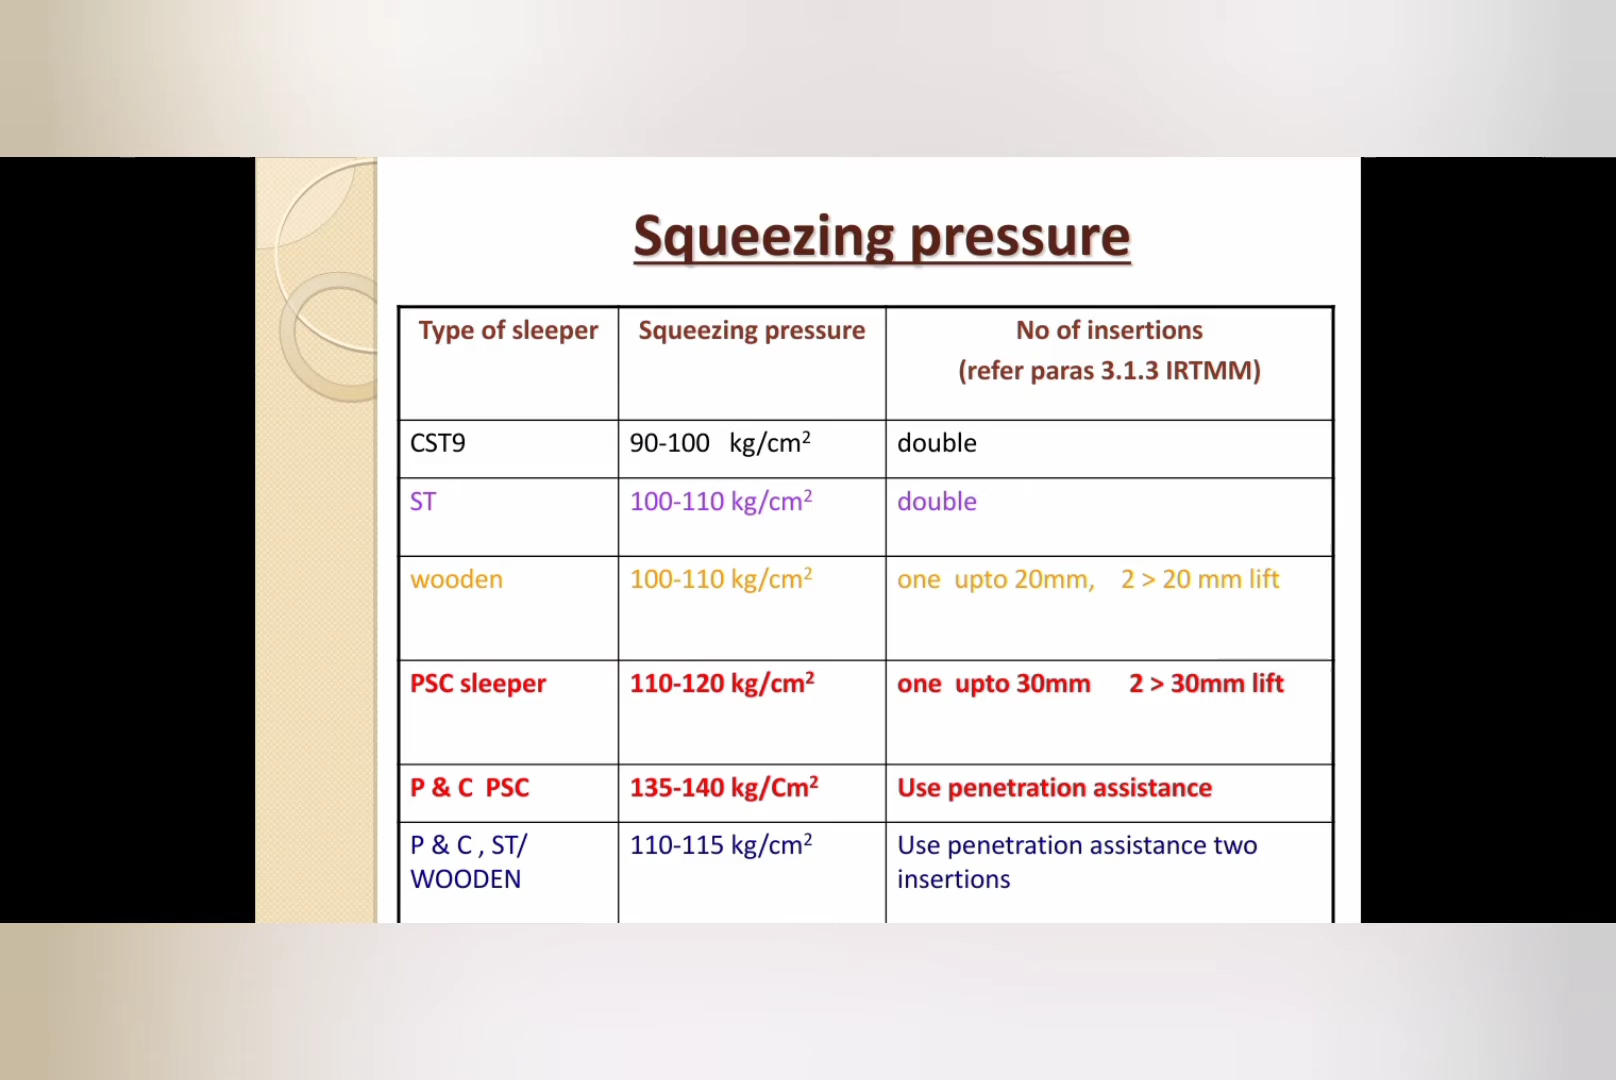 Squeezing pressure
Type of sleeper
Squeezing pressure
No of insertions
(refer paras 3.1.3 IRTMM)
CST9
90-100 kg/cm²
double
ST
100-110 kg/cm²
double
wooden
100-110 kg/cm²
one upto 20mm, 2 > 20 mm lift
PSC sleeper
110-120 kg/cm²
one upto 30mm 2 > 30mm lift
P & C PSC
135-140 kg/Cm²
Use penetration assistance
P & C , ST/
WOODEN
110-115 kg/cm²
Use penetration assistance two
insertions